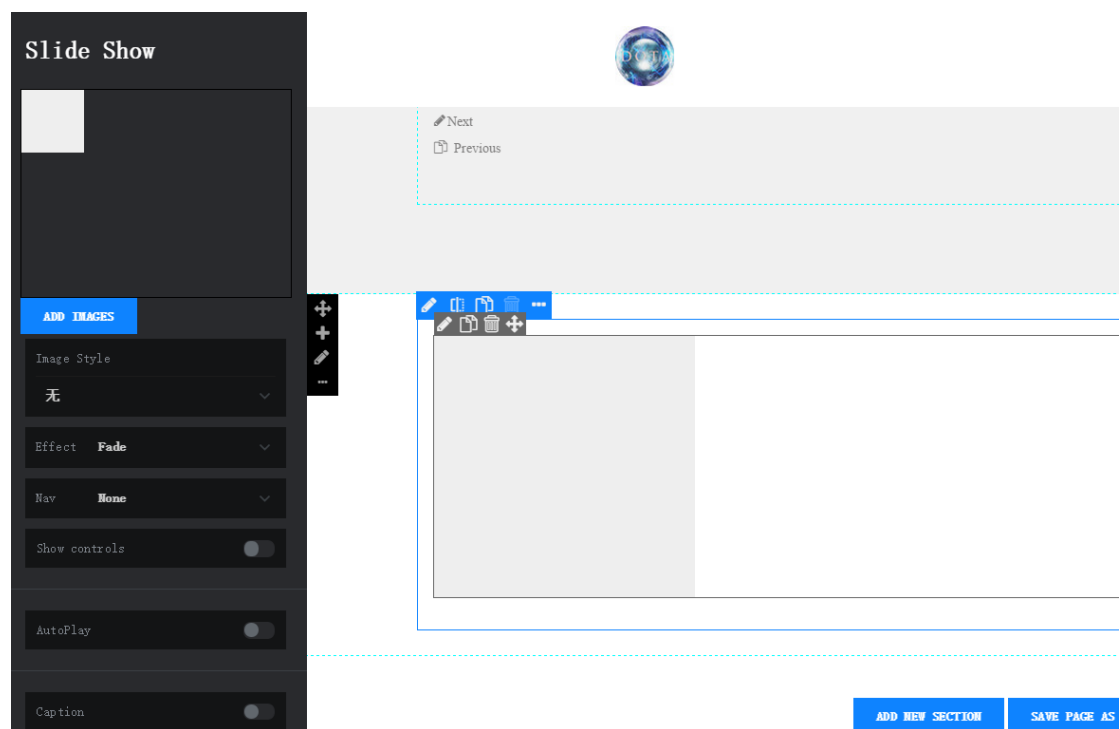 Slide Show
ADD IMAGES
Image Style
无
Effect Fade
Nav None
Show controls
AutoPlay
Caption
DOTA
Next
Previous
ADD NEW SECTION
SAVE PAGE AS